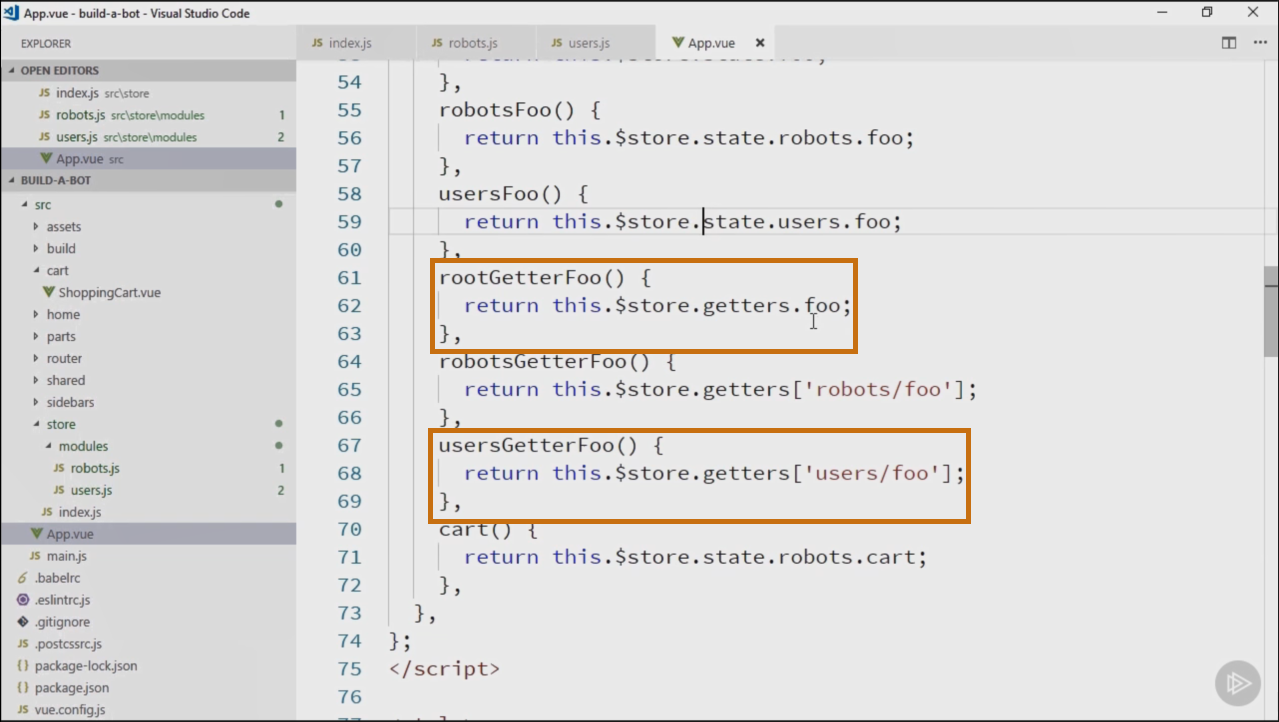 App.vue - build-a-bot - Visual Studio Code
EXPLORER
JS index.js
JS robots.js
JS users.js
App.vue
OPEN EDITORS
JS index.js src\store
JS robots.js src\store\modules 1
JS users.js src\store\modules 2
App.vue src
BUILD-A-BOT
src
assets
build
cart
ShoppingCart.vue
home
parts
router
shared
sidebars
store
modules
JS robots.js 1
JS users.js 2
JS index.js
App.vue
JS main.js
.babelrc
.eslintrc.js
.gitignore
JS .postcssrc.js
{} package-lock.json
{} package.json
JS vue.config.js
54 },
55 robotsFoo() {
56 return this.$store.state.robots.foo;
57 },
58 usersFoo() {
59 return this.$store.state.users.foo;
60 },
61 rootGetterFoo() {
62 return this.$store.getters.foo;
63 },
64 robotsGetterFoo() {
65 return this.$store.getters['robots/foo'];
66 },
67 usersGetterFoo() {
68 return this.$store.getters['users/foo'];
69 },
70 cart() {
71 return this.$store.state.robots.cart;
72 },
73 },
74 };
75 </script>
76